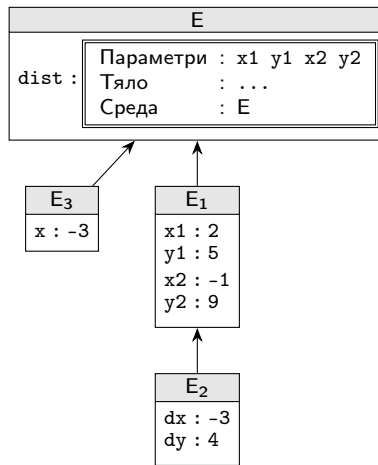 E
dist : Параметри : x1 y1 x2 y2
Тяло : ...
Среда : E
E₃
x : -3
E₁
x1 : 2
y1 : 5
x2 : -1
y2 : 9
E₂
dx : -3
dy : 4